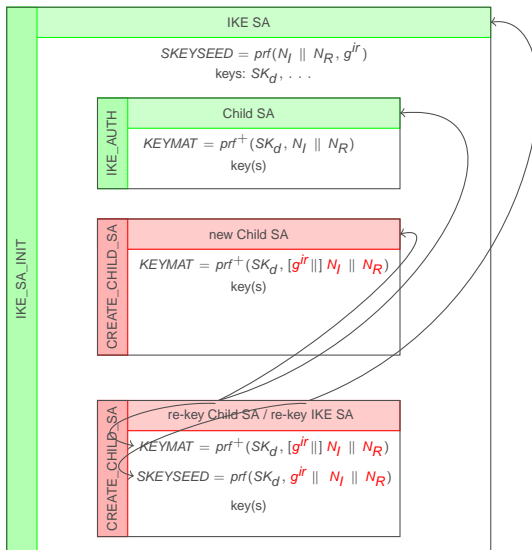 IKE_SA_INIT
IKE SA
SKEYSEED = prf(N_I ∥ N_R, g^ir)
keys: SK_d, . . .
IKE_AUTH
Child SA
KEYMAT = prf^+(SK_d, N_I ∥ N_R)
key(s)
CREATE_CHILD_SA
new Child SA
KEYMAT = prf^+(SK_d, [g^ir ∥] N_I ∥ N_R)
key(s)
CREATE_CHILD_SA
re-key Child SA / re-key IKE SA
KEYMAT = prf^+(SK_d, [g^ir ∥] N_I ∥ N_R)
SKEYSEED = prf(SK_d, g^ir ∥ N_I ∥ N_R)
key(s)